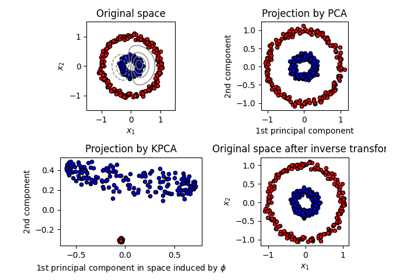 Original space
Projection by PCA
1
0
−1
x₂
−1
0
1
x₁
1.0
0.5
0.0
−0.5
−1.0
2nd component
−1
0
1
1st principal component
Projection by KPCA
Original space after inverse transfor
0.4
0.2
0.0
−0.2
2nd component
−0.5
0.0
0.5
1st principal component in space induced by ϕ
1.0
0.5
0.0
−0.5
−1.0
x₂
−1
0
1
x₁